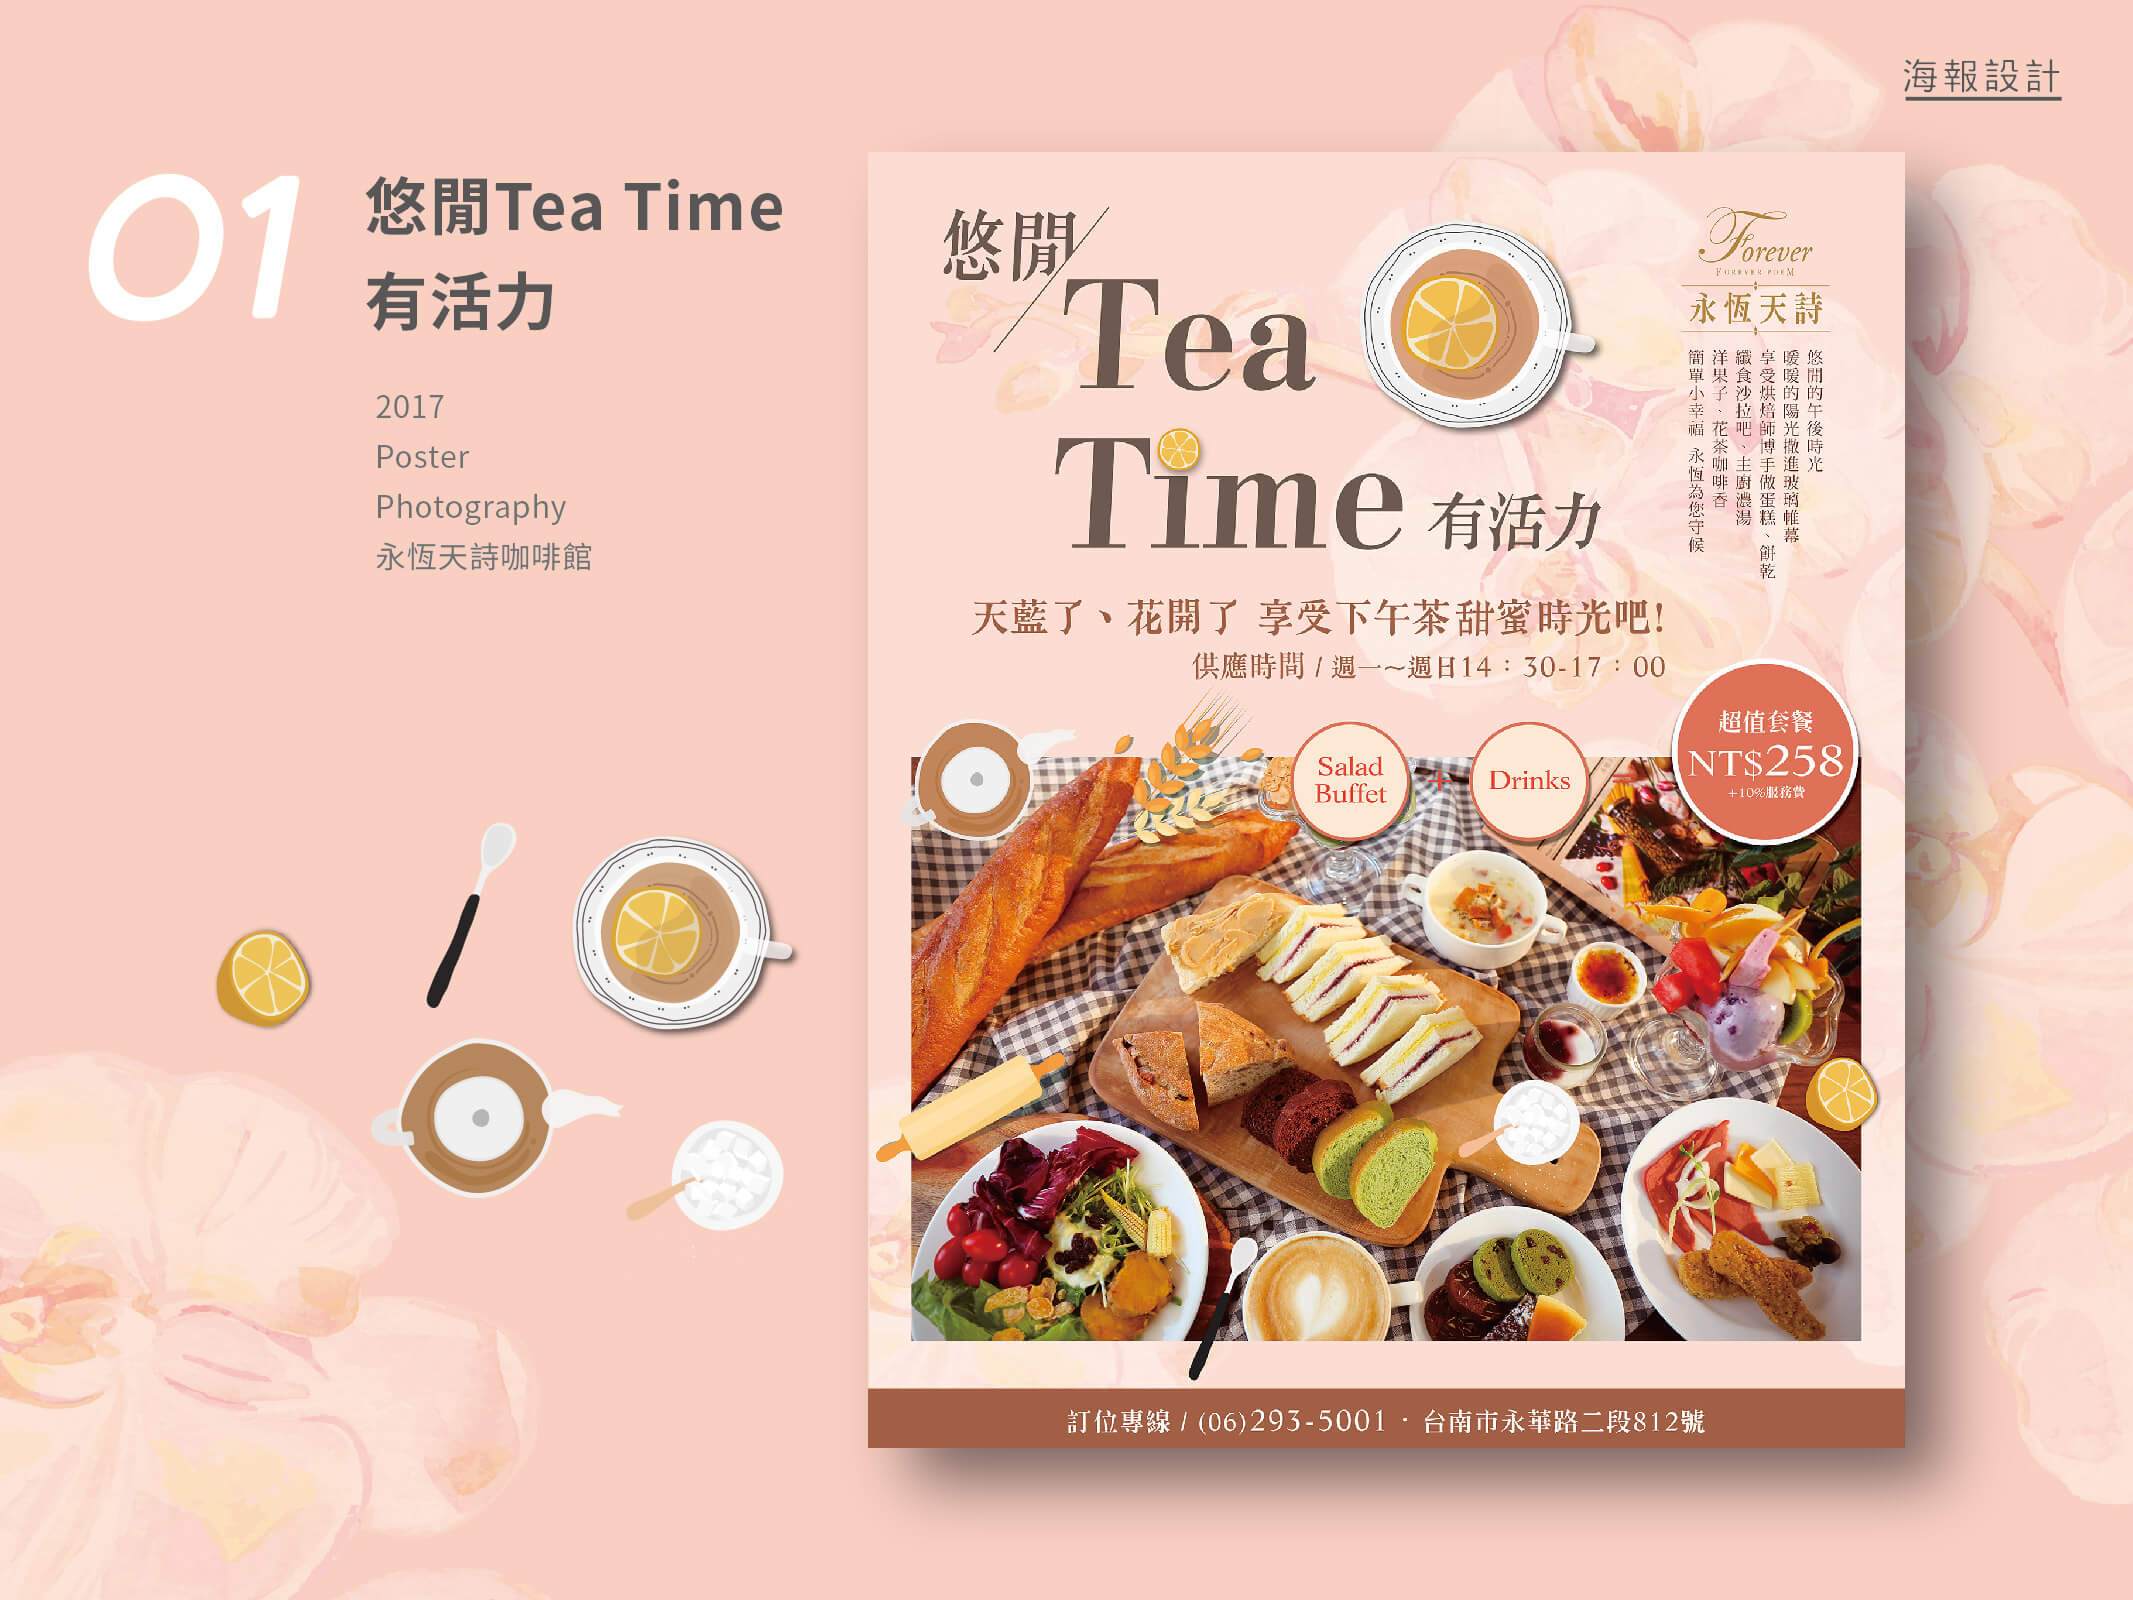 海報設計
01
悠閒Tea Time
有活力
2017
Poster
Photography
永恆天詩咖啡館
悠閒
Tea
Time 有活力
Forever
FOREVER POEM
永恆天詩
悠閒的午後時光
暖暖的陽光撒進玻璃帷幕
享受烘焙師博手做蛋糕、餅乾
纖食沙拉吧、主廚濃湯
洋果子、花茶咖啡香
簡單小幸福 永恆為您守候
天藍了、花開了 享受下午茶甜蜜時光吧!
供應時間 / 週一~週日14：30-17：00
Salad
Buffet
+
Drinks
=
超值套餐
NT$258
+10%服務費
訂位專線 / (06)293-5001 · 台南市永華路二段812號